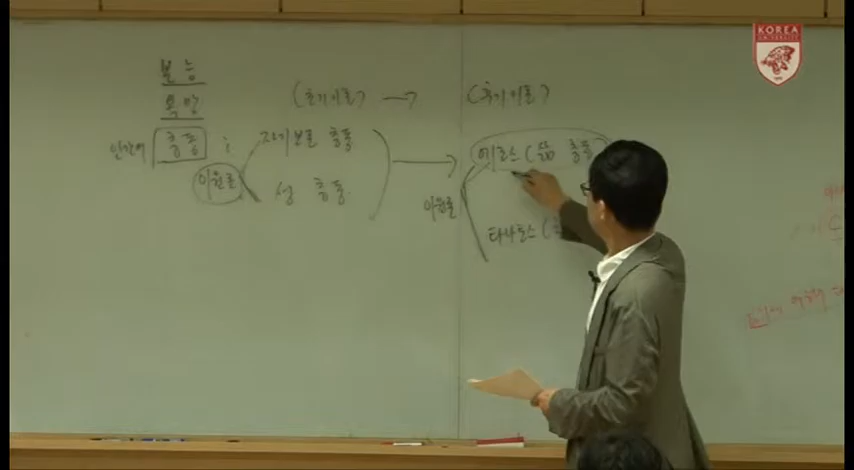 KOREA
UNIVERSITY
본능
욕망
(초기이론) → (후기이론)
인간의 충동 :
자기보존 충동
이원론
성 충동
에로스 (삶 충동
이원론
타나토스 (